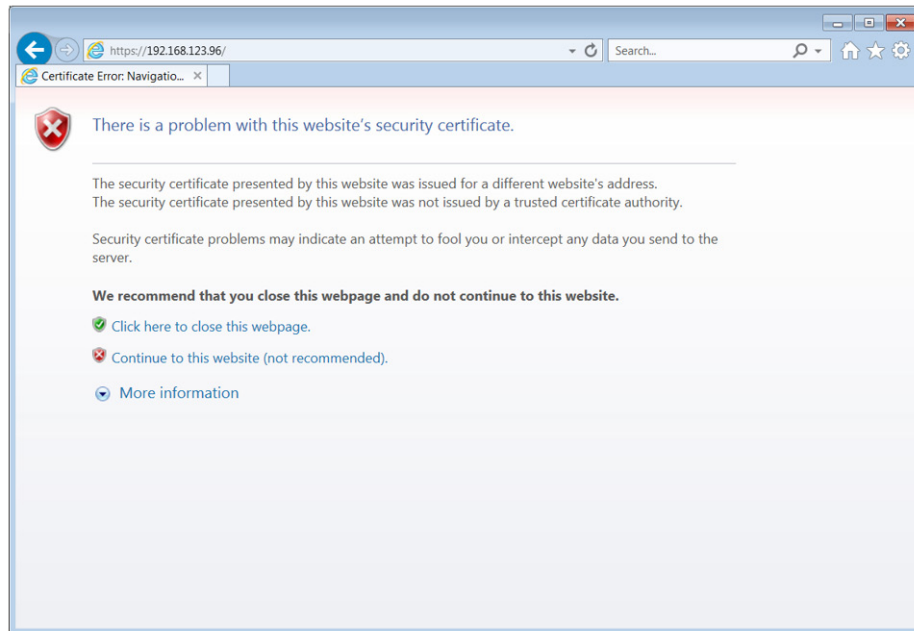 https://192.168.123.96/
Search...
Certificate Error: Navigatio...
There is a problem with this website's security certificate.
The security certificate presented by this website was issued for a different website's address.
The security certificate presented by this website was not issued by a trusted certificate authority.
Security certificate problems may indicate an attempt to fool you or intercept any data you send to the
server.
We recommend that you close this webpage and do not continue to this website.
Click here to close this webpage.
Continue to this website (not recommended).
More information